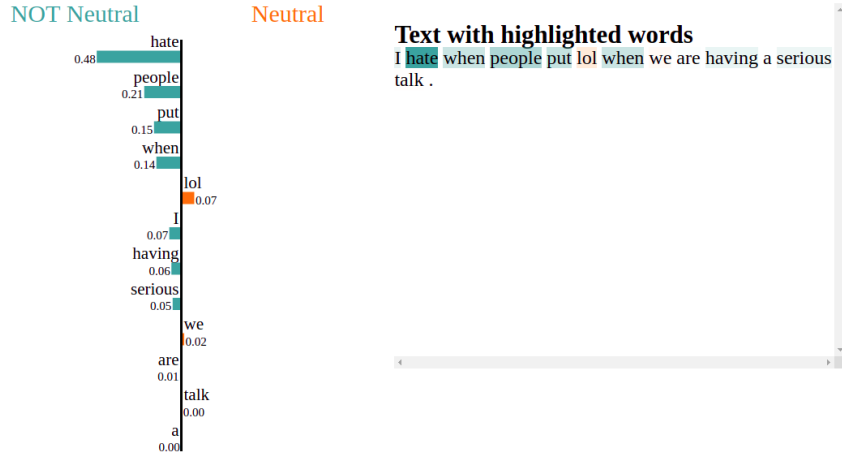 NOT Neutral Neutral
hate
0.48
people
0.21
put
0.15
when
0.14
lol
0.07
I
0.07
having
0.06
serious
0.05
we
0.02
are
0.01
talk
0.00
a
0.00
Text with highlighted words
I hate when people put lol when we are having a serious
talk .